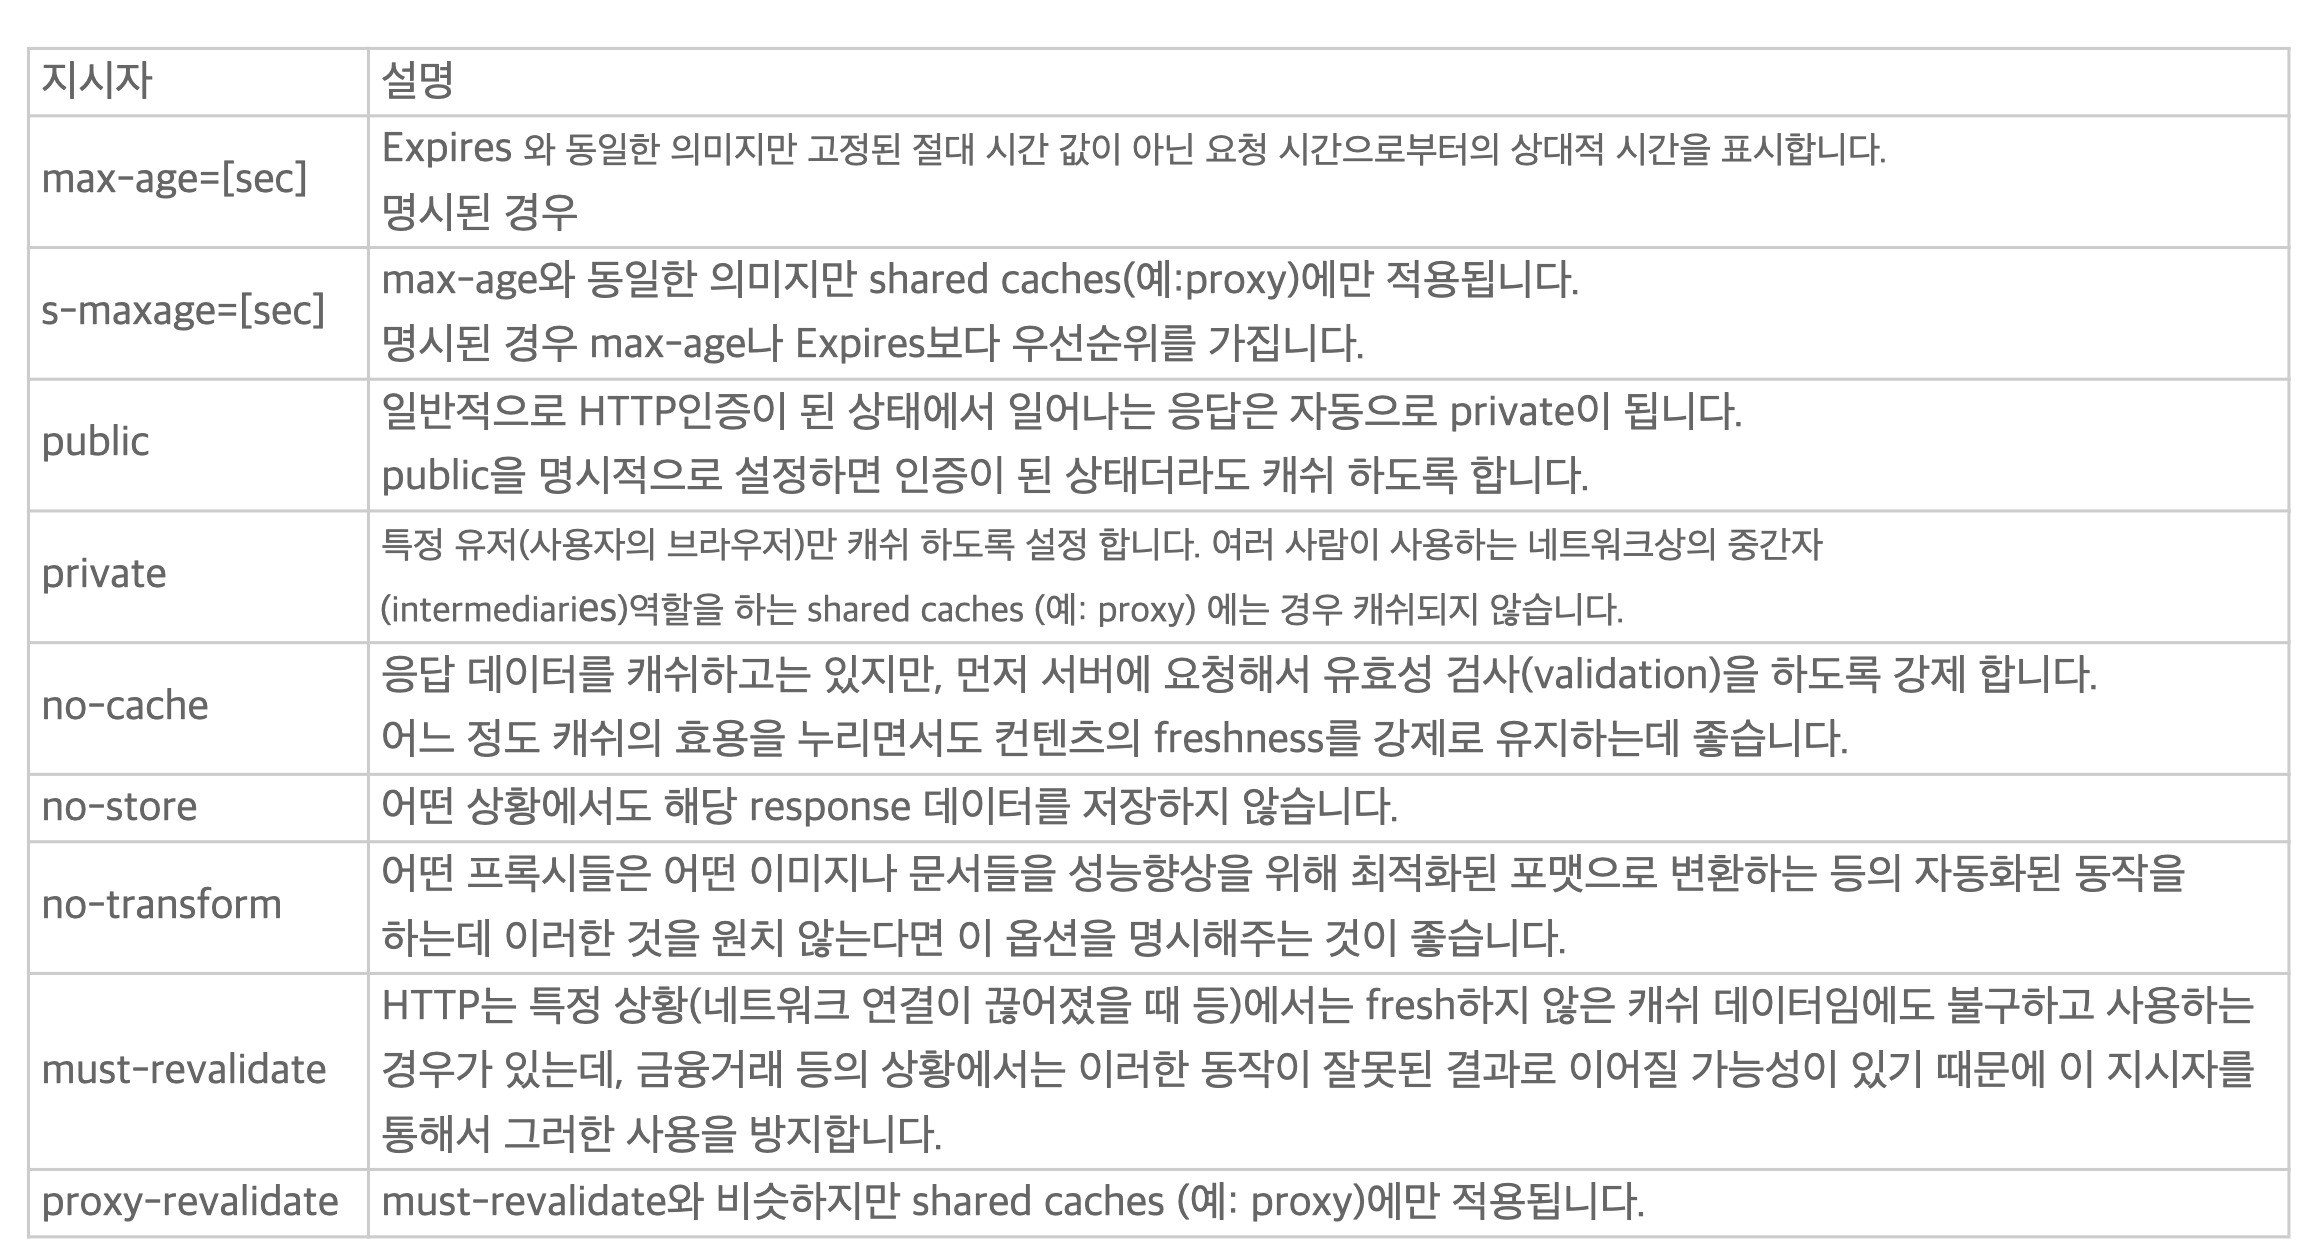 지시자 설명
max-age=[sec]
Expires 와 동일한 의미지만 고정된 절대 시간 값이 아닌 요청 시간으로부터의 상대적 시간을 표시합니다.
명시된 경우
s-maxage=[sec]
max-age와 동일한 의미지만 shared caches(예:proxy)에만 적용됩니다.
명시된 경우 max-age나 Expires보다 우선순위를 가집니다.
public
일반적으로 HTTP인증이 된 상태에서 일어나는 응답은 자동으로 private이 됩니다.
public을 명시적으로 설정하면 인증이 된 상태더라도 캐쉬 하도록 합니다.
private
특정 유저(사용자의 브라우저)만 캐쉬 하도록 설정 합니다. 여러 사람이 사용하는 네트워크상의 중간자
(intermediaries)역할을 하는 shared caches (예: proxy) 에는 경우 캐쉬되지 않습니다.
no-cache
응답 데이터를 캐쉬하고는 있지만, 먼저 서버에 요청해서 유효성 검사(validation)을 하도록 강제 합니다.
어느 정도 캐쉬의 효용을 누리면서도 컨텐츠의 freshness를 강제로 유지하는데 좋습니다.
no-store 어떤 상황에서도 해당 response 데이터를 저장하지 않습니다.
no-transform
어떤 프록시들은 어떤 이미지나 문서들을 성능향상을 위해 최적화된 포맷으로 변환하는 등의 자동화된 동작을
하는데 이러한 것을 원치 않는다면 이 옵션을 명시해주는 것이 좋습니다.
must-revalidate
HTTP는 특정 상황(네트워크 연결이 끊어졌을 때 등)에서는 fresh하지 않은 캐쉬 데이터임에도 불구하고 사용하는
경우가 있는데, 금융거래 등의 상황에서는 이러한 동작이 잘못된 결과로 이어질 가능성이 있기 때문에 이 지시자를
통해서 그러한 사용을 방지합니다.
proxy-revalidate must-revalidate와 비슷하지만 shared caches (예: proxy)에만 적용됩니다.